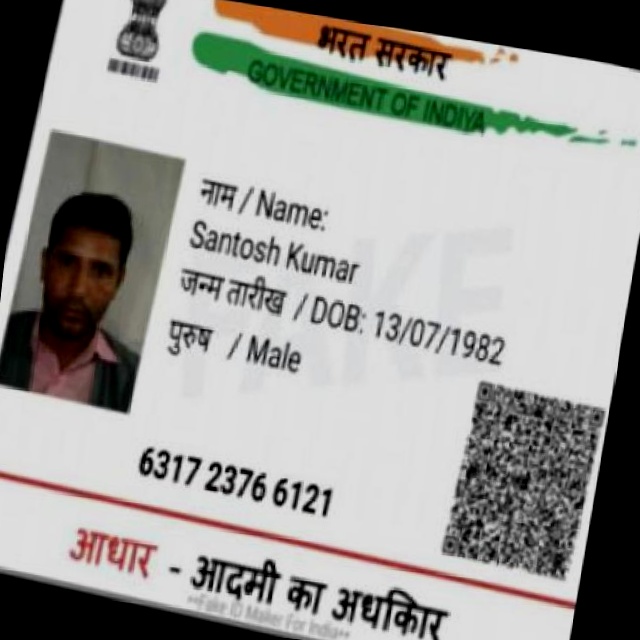 भरत सरकार
GOVERNMENT OF INDIYA
नाम / Name:
Santosh Kumar
जन्म तारीख / DOB: 13/07/1982
पुरुष / Male
FAKE
6317 2376 6121
आधार - आदमी का अधकिार
**Fake ID Maker For India**